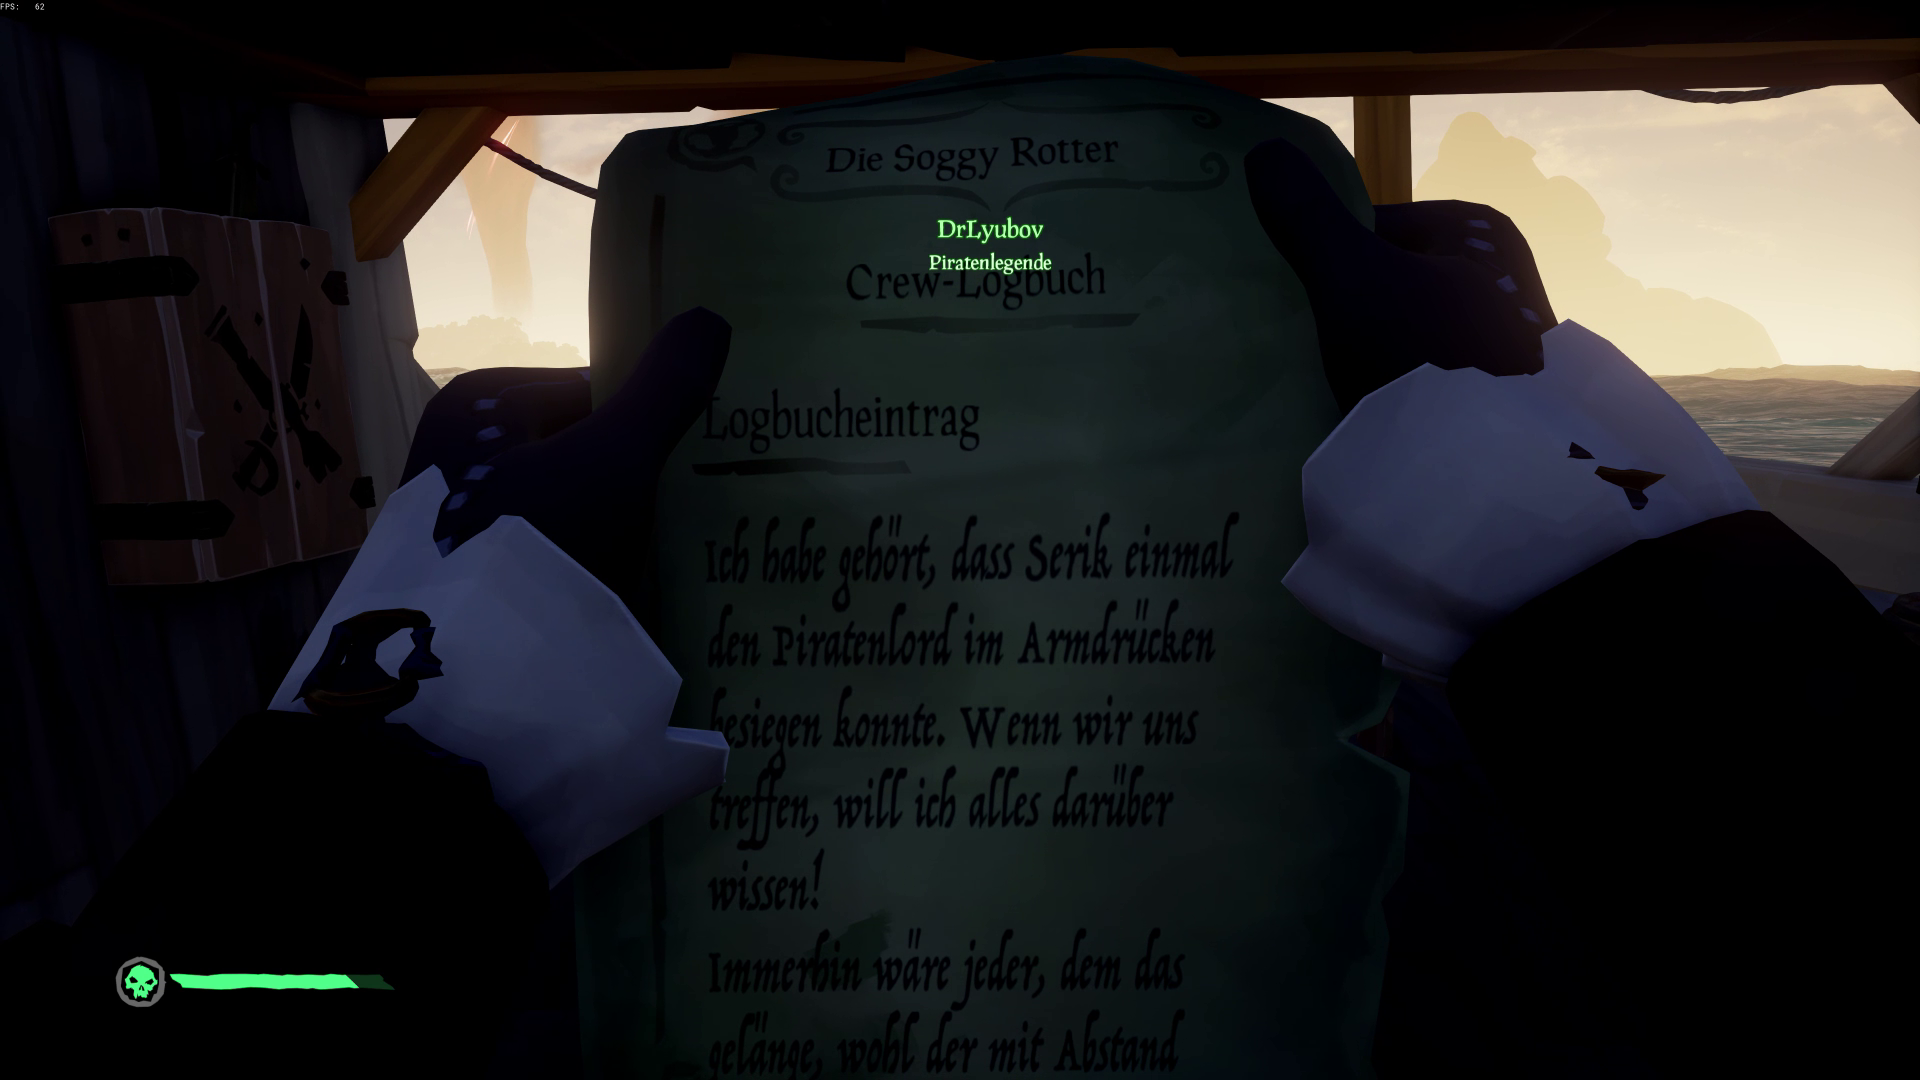 FPS: 62
Die Soggy Rotter
DrLyubov
Piratenlegende
Crew-Logbuch
Logbucheintrag
Ich habe gehört, dass Serik einmal
den Piratenlord im Armdrücken
besiegen konnte. Wenn wir uns
treffen, will ich alles darüber
wissen!
Immerhin wäre jeder, dem das
gelänge, wohl der mit Abstand